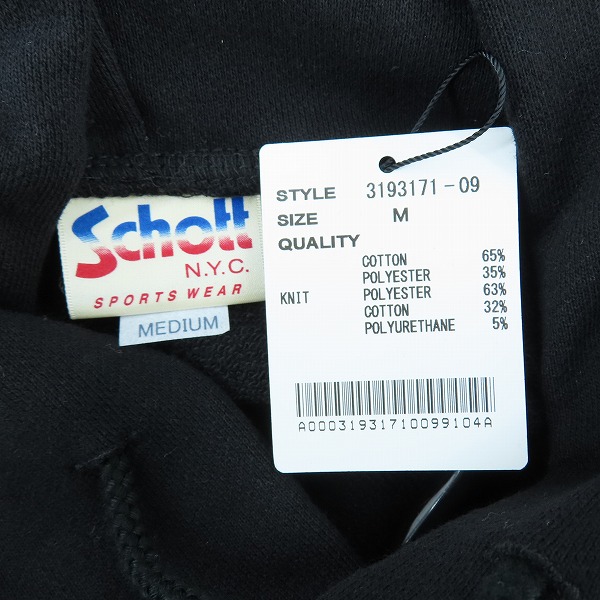 Schott
N.Y.C.
SPORTS WEAR
MEDIUM
STYLE 3193171-09
SIZE M
QUALITY
COTTON 65%
POLYESTER 35%
KNIT POLYESTER 63%
COTTON 32%
POLYURETHANE 5%
A00031931710099104A